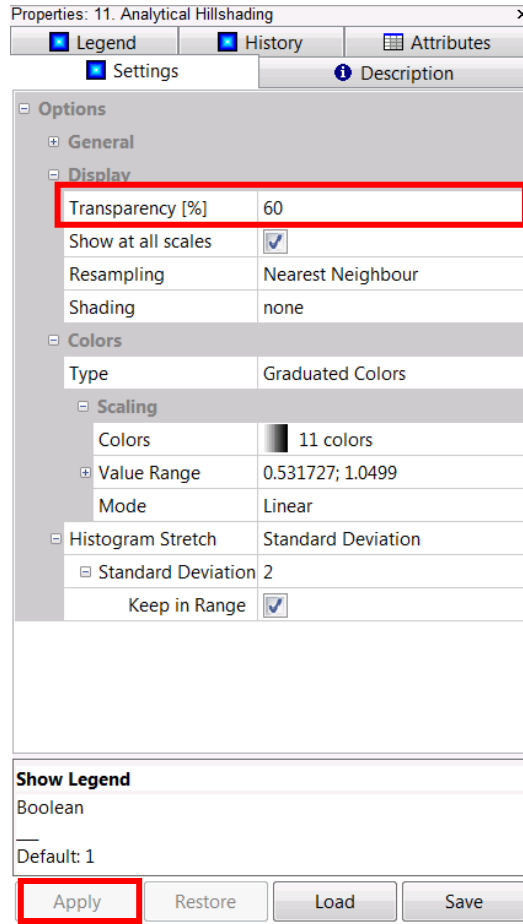 Properties: 11. Analytical Hillshading
Legend History Attributes
Settings Description
Options
General
Display
Transparency [%] 60
Show at all scales
Resampling Nearest Neighbour
Shading none
Colors
Type Graduated Colors
Scaling
Colors 11 colors
Value Range 0.531727; 1.0499
Mode Linear
Histogram Stretch Standard Deviation
Standard Deviation 2
Keep in Range
Show Legend
Boolean
__
Default: 1
Apply Restore Load Save